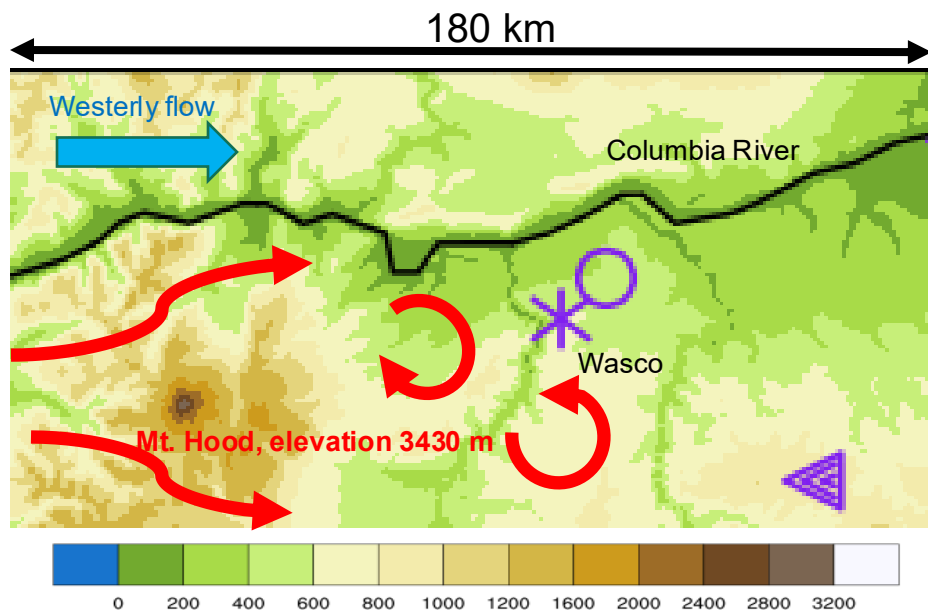 180 km
Westerly flow
Columbia River
Wasco
Mt. Hood, elevation 3430 m
0 200 400 600 800 1000 1200 1600 2000 2400 2800 3200